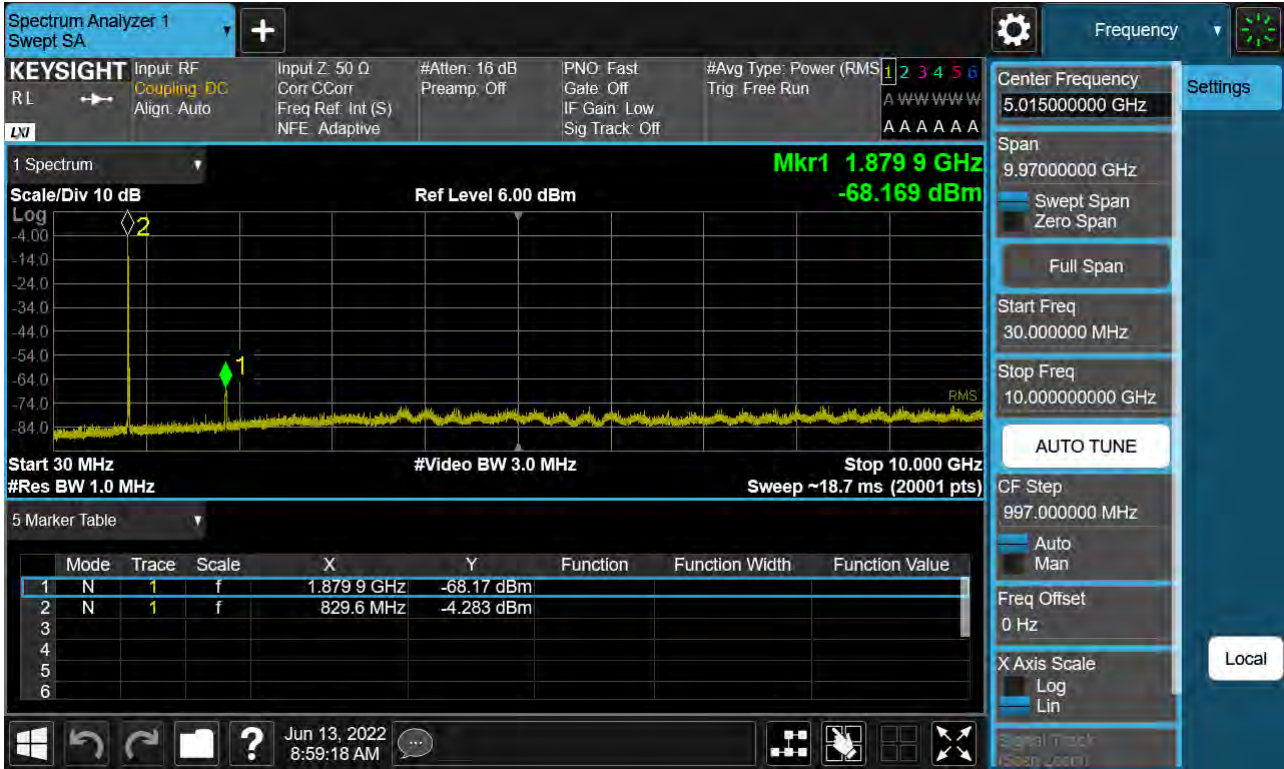 Spectrum Analyzer 1
Swept SA
+
Frequency
KEYSIGHT
RL
LXI
Input: RF
Coupling: DC
Align: Auto
Input Z: 50 Ω
Corr CCorr
Freq Ref: Int (S)
NFE: Adaptive
#Atten: 16 dB
Preamp: Off
PNO: Fast
Gate: Off
IF Gain: Low
Sig Track: Off
#Avg Type: Power (RMS
Trig: Free Run
1 2 3 4 5 6
A W W W W W
A A A A A A
1 Spectrum
Scale/Div 10 dB
Ref Level 6.00 dBm
Mkr1 1.879 9 GHz
-68.169 dBm
Log
-4.00
-14.0
-24.0
-34.0
-44.0
-54.0
-64.0
-74.0
-84.0
2
1
RMS
Start 30 MHz
#Video BW 3.0 MHz
Stop 10.000 GHz
#Res BW 1.0 MHz
Sweep ~18.7 ms (20001 pts)
5 Marker Table
Mode Trace Scale X Y Function Function Width Function Value
1 N 1 f 1.879 9 GHz -68.17 dBm
2 N 1 f 829.6 MHz -4.283 dBm
3
4
5
6
?
Jun 13, 2022
8:59:18 AM
Center Frequency
5.015000000 GHz
Span
9.97000000 GHz
Swept Span
Zero Span
Full Span
Start Freq
30.000000 MHz
Stop Freq
10.000000000 GHz
AUTO TUNE
CF Step
997.000000 MHz
Auto
Man
Freq Offset
0 Hz
X Axis Scale
Log
Lin
Signal Track
(Span Zoom)
Settings
Local